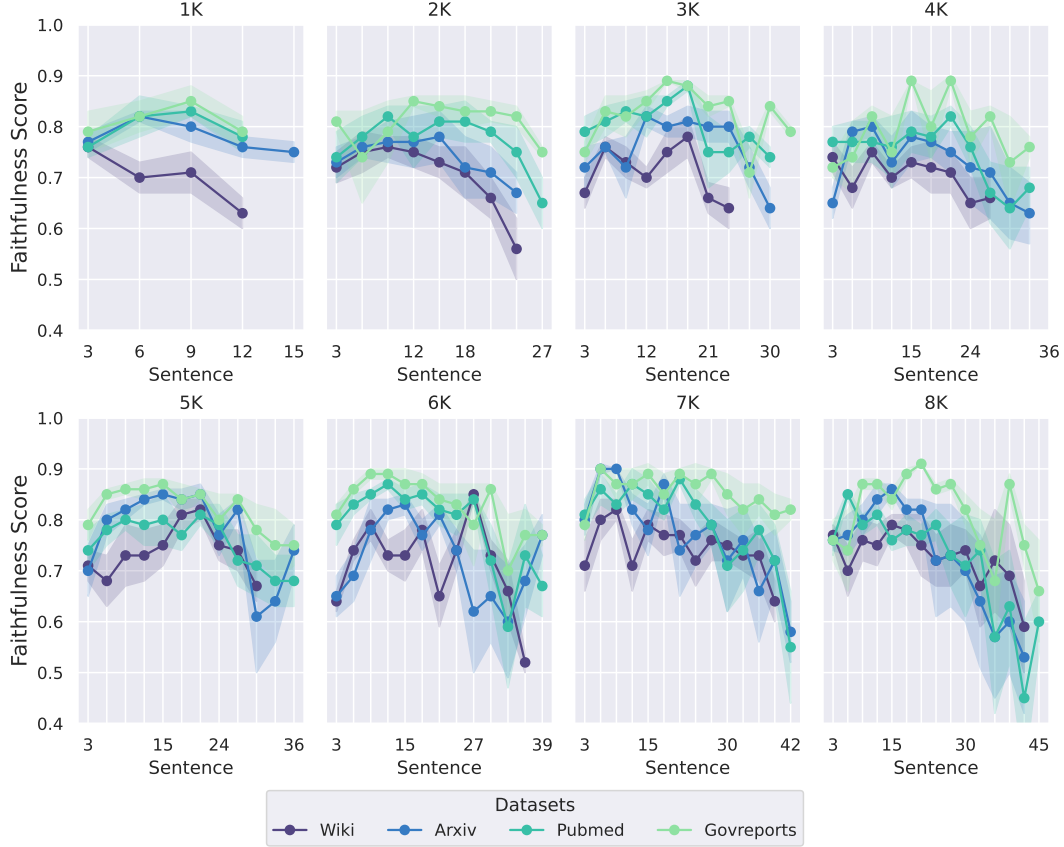 1K 2K 3K 4K
Faithfulness Score
1.0
0.9
0.8
0.7
0.6
0.5
0.4
3 6 9 12 15
3 12 18 27
3 12 21 30
3 15 24 36
Sentence Sentence Sentence Sentence
5K 6K 7K 8K
Faithfulness Score
1.0
0.9
0.8
0.7
0.6
0.5
0.4
3 15 24 36
3 15 27 39
3 15 30 42
3 15 30 45
Sentence Sentence Sentence Sentence
Datasets
Wiki Arxiv Pubmed Govreports